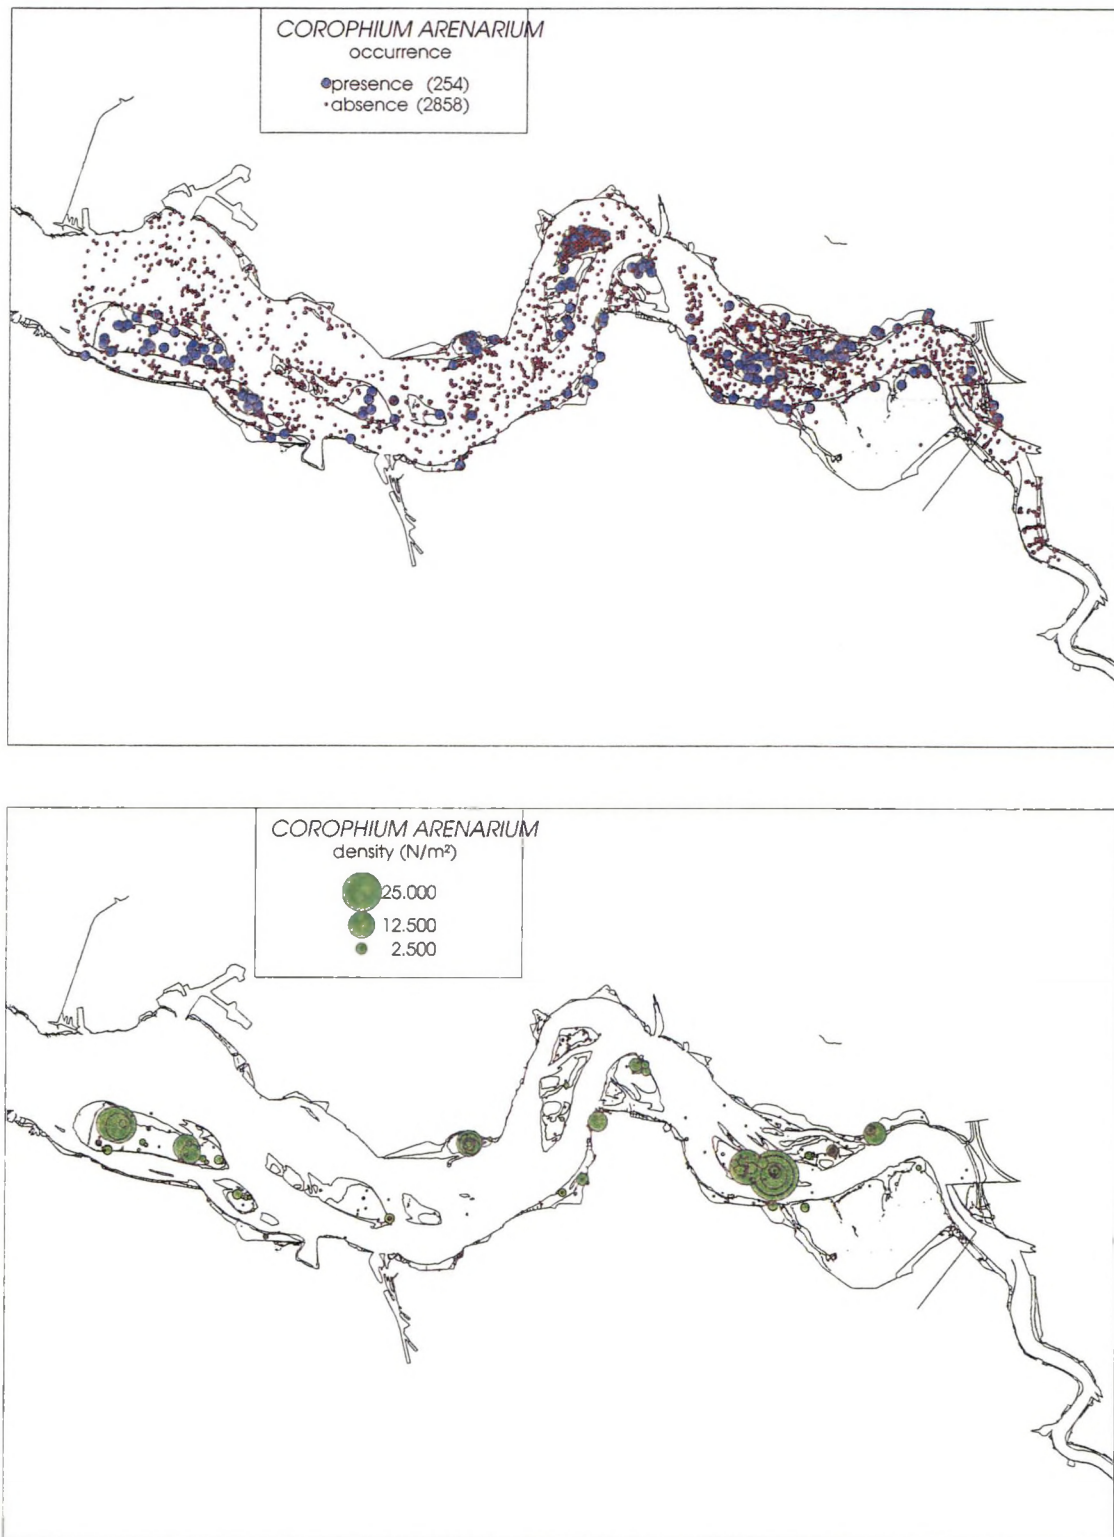 COROPHIUM ARENARIUM
occurrence
presence (254)
absence (2858)
COROPHIUM ARENARIUM
density (N/m²)
25.000
12.500
2.500